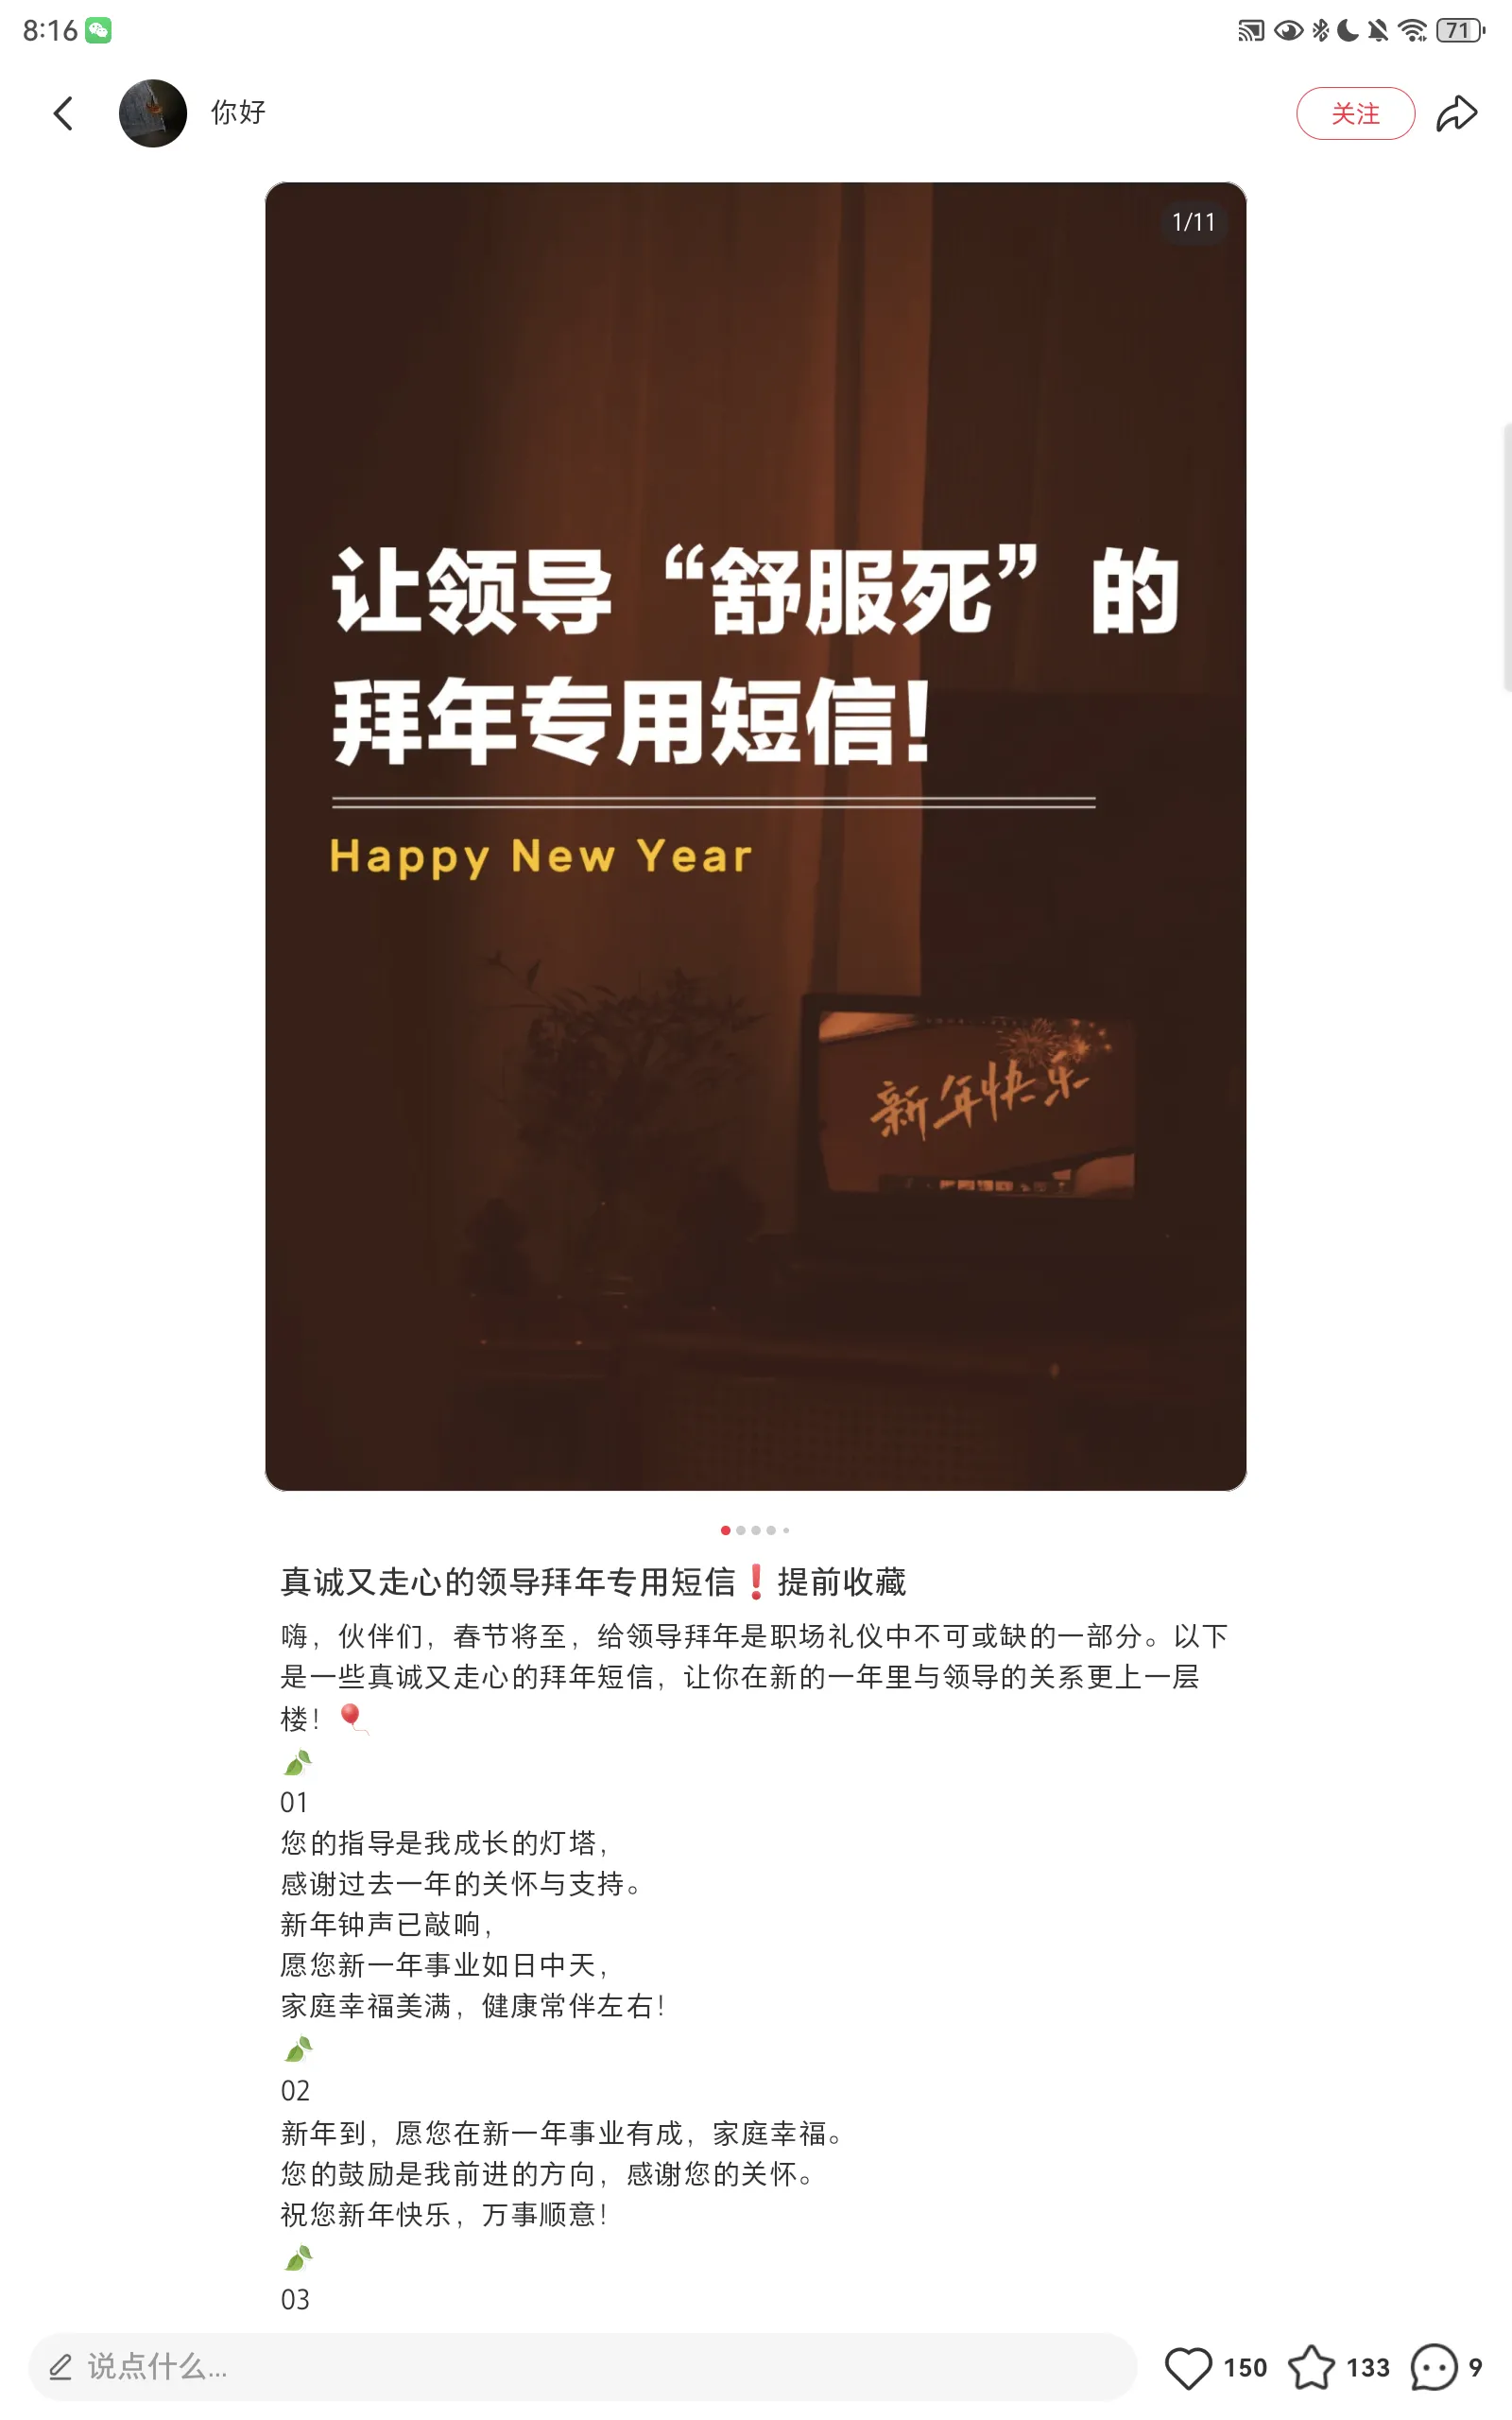 8:16
71
你好
关注
1/11
让领导“舒服死”的
拜年专用短信!
Happy New Year
新年快乐
真诚又走心的领导拜年专用短信❗提前收藏
嗨，伙伴们，春节将至，给领导拜年是职场礼仪中不可或缺的一部分。以下
是一些真诚又走心的拜年短信，让你在新的一年里与领导的关系更上一层
楼！🎈
🍃
01
您的指导是我成长的灯塔，
感谢过去一年的关怀与支持。
新年钟声已敲响，
愿您新一年事业如日中天，
家庭幸福美满，健康常伴左右！
🍃
02
新年到，愿您在新一年事业有成，家庭幸福。
您的鼓励是我前进的方向，感谢您的关怀。
祝您新年快乐，万事顺意！
🍃
03
说点什么...
150
133
9